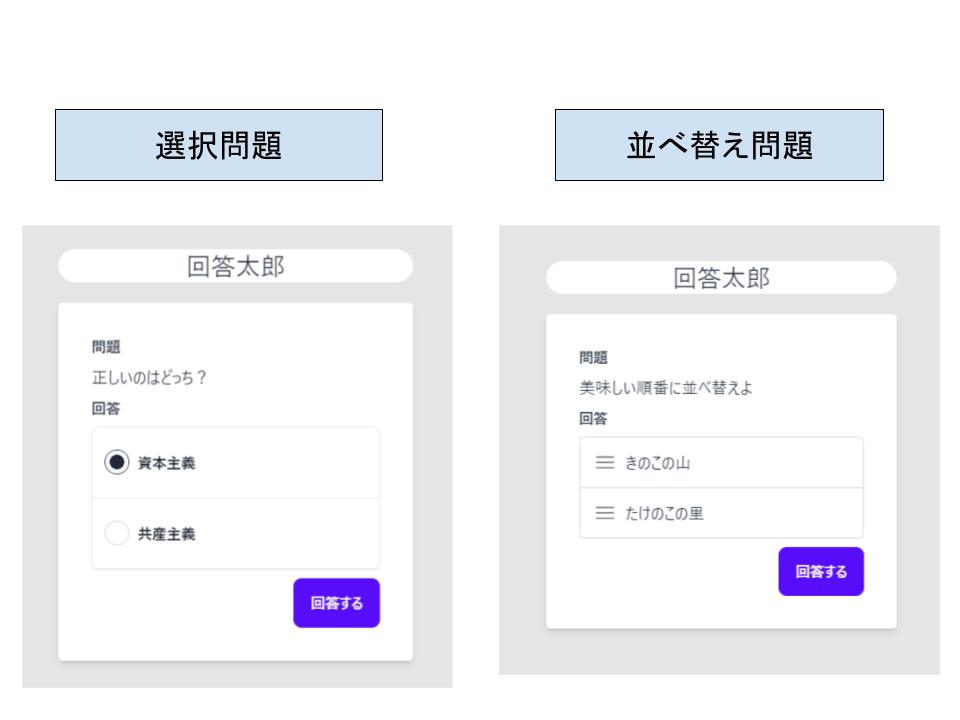 選択問題
回答太郎
問題
正しいのはどっち？
回答
資本主義
共産主義
回答する
並べ替え問題
回答太郎
問題
美味しい順番に並べ替えよ
回答
きのこの山
たけのこの里
回答する